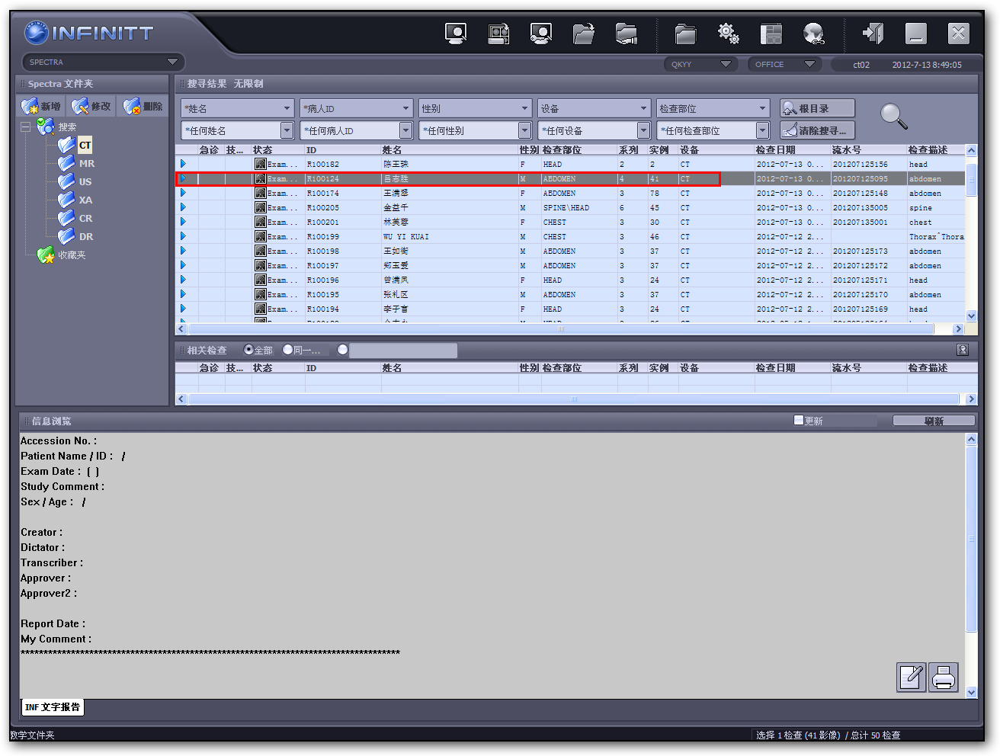 INFINITT
SPECTRA
QKYY OFFICE ct02 2012-7-13 8:49:05
Spectra 文件夹
新增 修改 删除
搜索
CT
MR
US
XA
CR
DR
收藏夹
搜寻结果 无限制
*姓名 *病人ID 性别 设备 检查部位 根目录
*任何姓名 *任何病人ID *任何性别 *任何设备 *任何检查部位 清除搜寻...
急诊 技... 状态 ID 姓名 性别 检查部位 系列 实例 设备 检查日期 流水号 检查描述
Exam... R100182 陈玉珠 F HEAD 2 2 CT 2012-07-13 0... 201207125156 head
Exam... R100124 吕志胜 M ABDOMEN 4 41 CT 2012-07-13 0... 201207125095 abdomen
Exam... R100174 王满 F ABDOMEN 3 78 CT 2012-07-13 0... 201207125148 abdomen
Exam... R100205 金益千 M SPINE\HEAD 6 45 CT 2012-07-13 0... 201207135005 spine
Exam... R100201 林芙蓉 F CHEST 3 30 CT 2012-07-13 0... 201207135001 chest
Exam... R100199 WU YI KUAI M CHEST 3 46 CT 2012-07-12 2... Thorax^Thora
Exam... R100198 王如街 M ABDOMEN 3 37 CT 2012-07-12 2... 201207125173 abdomen
Exam... R100197 郑玉爱 M ABDOMEN 3 37 CT 2012-07-12 2... 201207125172 abdomen
Exam... R100196 曾满凤 F HEAD 3 24 CT 2012-07-12 2... 201207125171 head
Exam... R100195 张礼区 M ABDOMEN 3 37 CT 2012-07-12 2... 201207125170 abdomen
Exam... R100194 李子言 F HEAD 3 24 CT 2012-07-12 2... 201207125169 head
相关检查 全部 同一...
急诊 技... 状态 ID 姓名 性别 检查部位 系列 实例 设备 检查日期 流水号 检查描述
信息浏览 更新 刷新
Accession No. :
Patient Name / ID : /
Exam Date : ( )
Study Comment :
Sex / Age : /
Creator :
Dictator :
Transcriber :
Approver :
Approver2 :
Report Date :
My Comment :
***********************************************************************************
INF 文字报告
数学文件夹 选择 1 检查 (41 影像) / 总计 50 检查